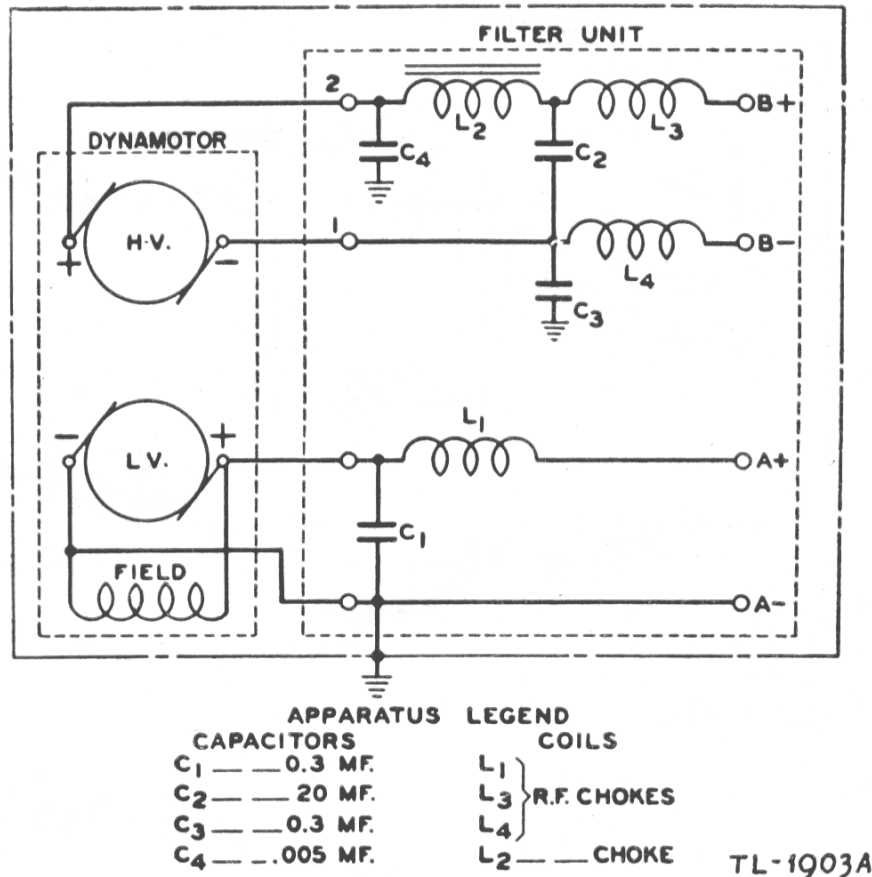 FILTER UNIT
2
B+
L2
L3
DYNAMOTOR
C4
C2
1
H.V.
B-
+
-
L4
C3
L1
-
+
L V.
A+
C1
FIELD
A-
APPARATUS LEGEND
CAPACITORS COILS
C1 — — 0.3 MF. L1
C2 — — 20 MF. L3 R.F. CHOKES
C3 — — 0.3 MF. L4
C4 — – .005 MF. L2 — — CHOKE
TL-1903A